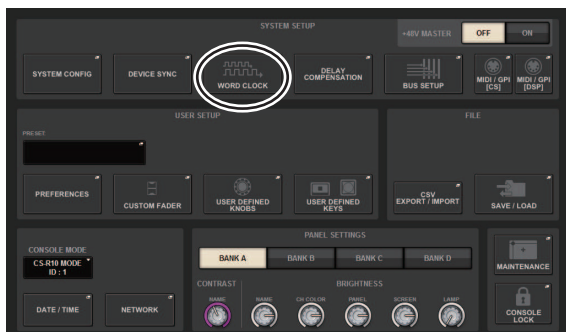 SYSTEM SETUP
+48V MASTER
OFF
ON
SYSTEM CONFIG
DEVICE SYNC
WORD CLOCK
DELAY
COMPENSATION
BUS SETUP
MIDI / GPI
[CS]
MIDI / GPI
[DSP]
USER SETUP
PRESET
PREFERENCES
CUSTOM FADER
USER DEFINED
KNOBS
USER DEFINED
KEYS
FILE
CSV
EXPORT / IMPORT
SAVE / LOAD
CONSOLE MODE
CS-R10 MODE
ID : 1
DATE / TIME
NETWORK
PANEL SETTINGS
BANK A
BANK B
BANK C
BANK D
CONTRAST
BRIGHTNESS
NAME
NAME
CH COLOR
PANEL
SCREEN
LAMP
MAINTENANCE
CONSOLE
LOCK